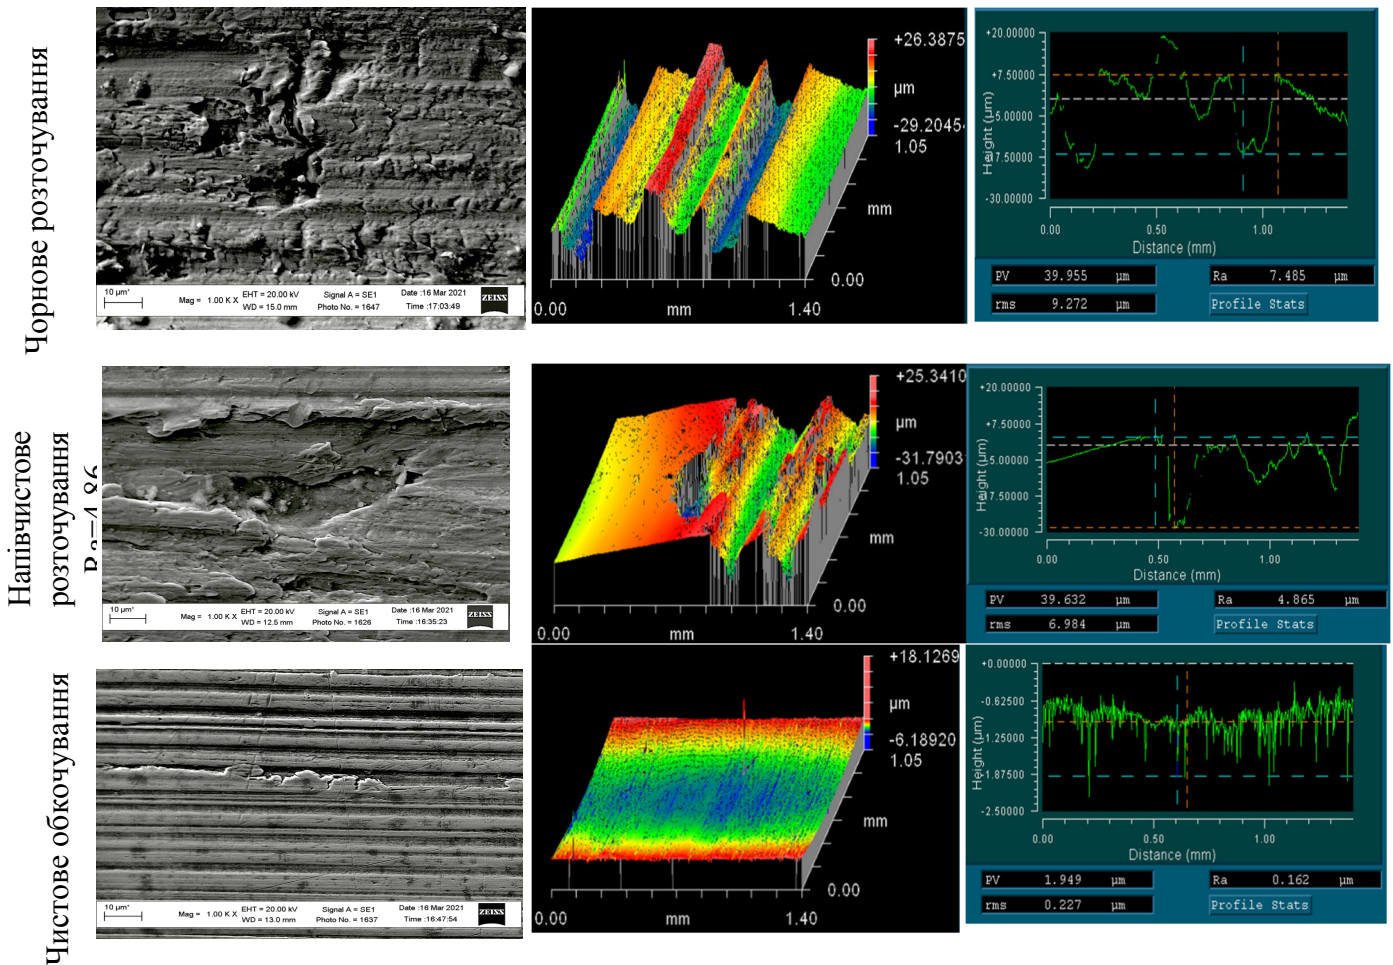 Чорнове розточування
10 µm*
Mag = 1.00 K X
EHT = 20.00 kV
WD = 15.0 mm
Signal A = SE1
Photo No. = 1647
Date :16 Mar 2021
Time :17:03:49
ZEISS
+26.3875
µm
-29.2045
1.05
mm
0.00
0.00
mm
1.40
+20.00000
+7.50000
-5.00000
-17.50000
-30.00000
Height (µm)
0.00
0.50
1.00
Distance (mm)
PV 39.955 µm
Ra 7.485 µm
rms 9.272 µm
Profile Stats
Напівчистове
розточування
Ra=4,86
10 µm*
Mag = 1.00 K X
EHT = 20.00 kV
WD = 12.5 mm
Signal A = SE1
Photo No. = 1626
Date :16 Mar 2021
Time :16:35:23
ZEISS
+25.3410
µm
-31.7903
1.05
mm
0.00
0.00
mm
1.40
+20.00000
+7.50000
-5.00000
-17.50000
-30.00000
Height (µm)
0.00
0.50
1.00
Distance (mm)
PV 39.632 µm
Ra 4.865 µm
rms 6.984 µm
Profile Stats
Чистове обкочування
10 µm*
Mag = 1.00 K X
EHT = 20.00 kV
WD = 13.0 mm
Signal A = SE1
Photo No. = 1637
Date :16 Mar 2021
Time :16:47:54
ZEISS
+18.1269
µm
-6.18920
1.05
mm
0.00
0.00
mm
1.40
+0.00000
-0.62500
-1.25000
-1.87500
-2.50000
Height (µm)
0.00
0.50
1.00
Distance (mm)
PV 1.949 µm
Ra 0.162 µm
rms 0.227 µm
Profile Stats